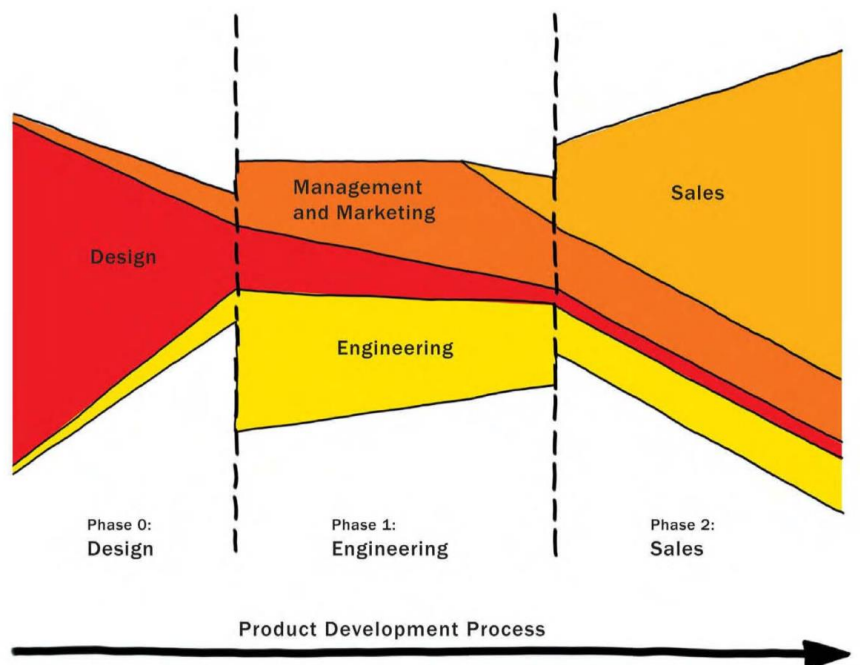 Management
and Marketing
Sales
Design
Engineering
Phase 0:
Design
Phase 1:
Engineering
Phase 2:
Sales
Product Development Process